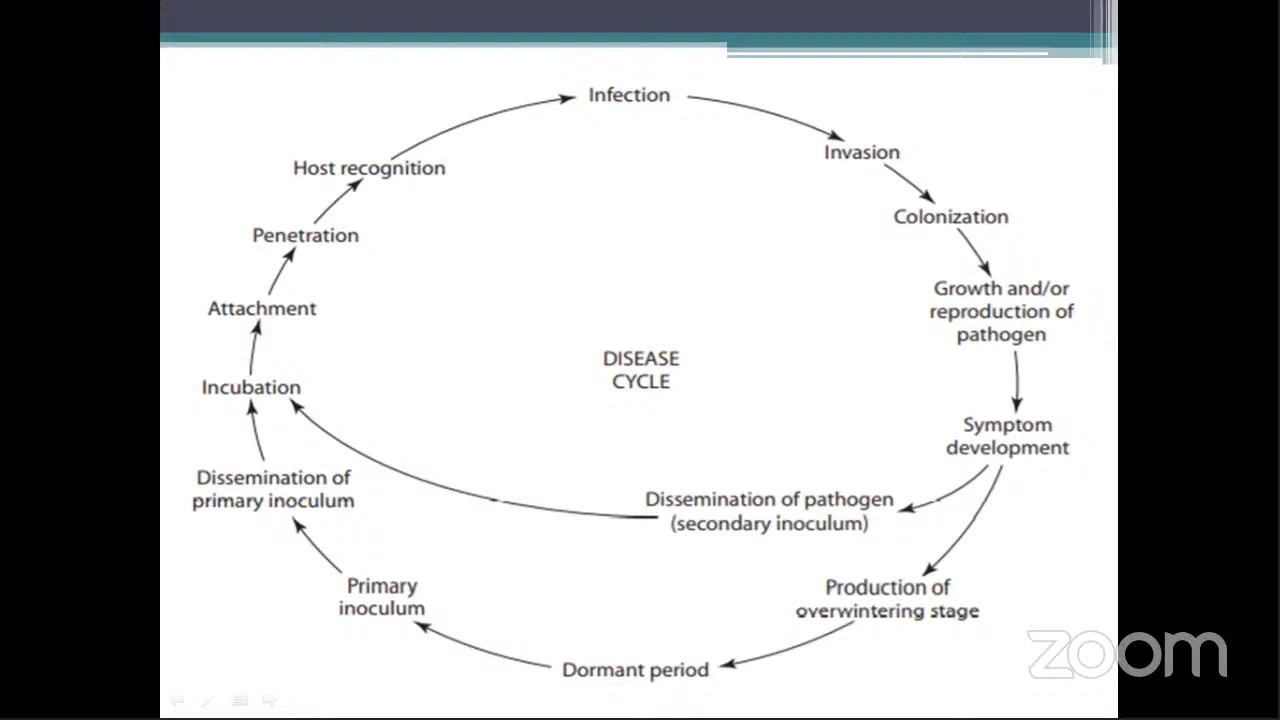 Infection
Invasion
Host recognition
Colonization
Penetration
Growth and/or
reproduction of
pathogen
Attachment
DISEASE
CYCLE
Incubation
Symptom
development
Dissemination of
primary inoculum
Dissemination of pathogen
(secondary inoculum)
Primary
inoculum
Production of
overwintering stage
Dormant period
zoom